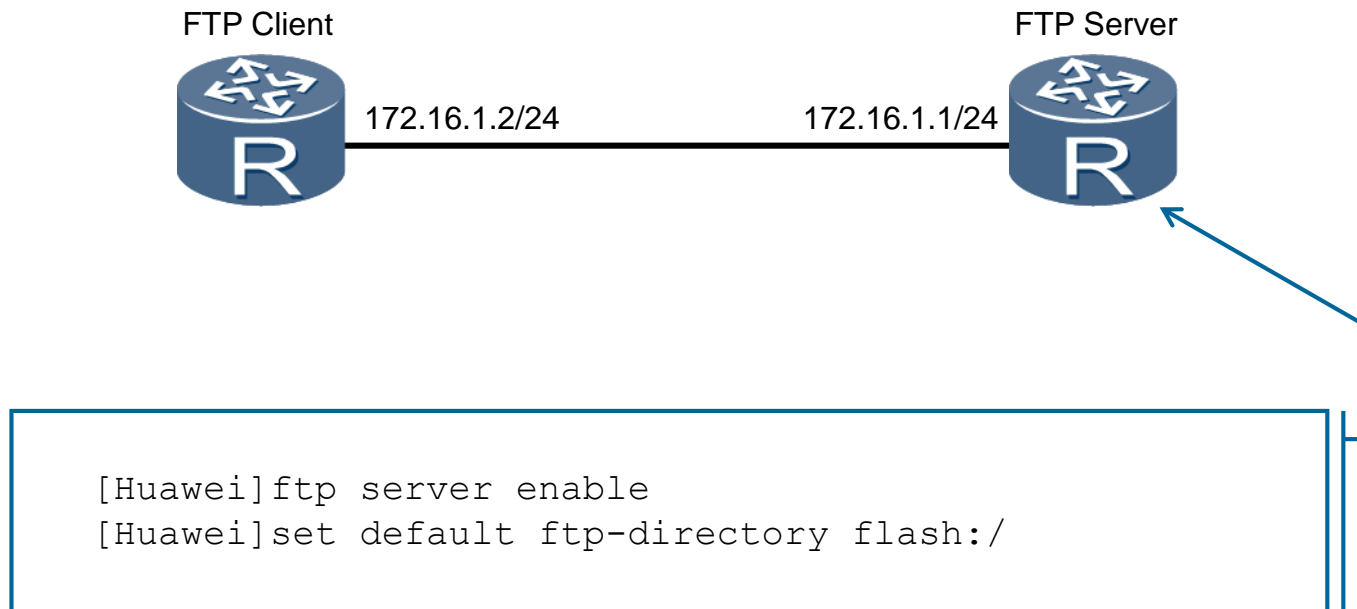 FTP Client FTP Server
172.16.1.2/24 172.16.1.1/24
R R
[Huawei]ftp server enable
[Huawei]set default ftp-directory flash:/